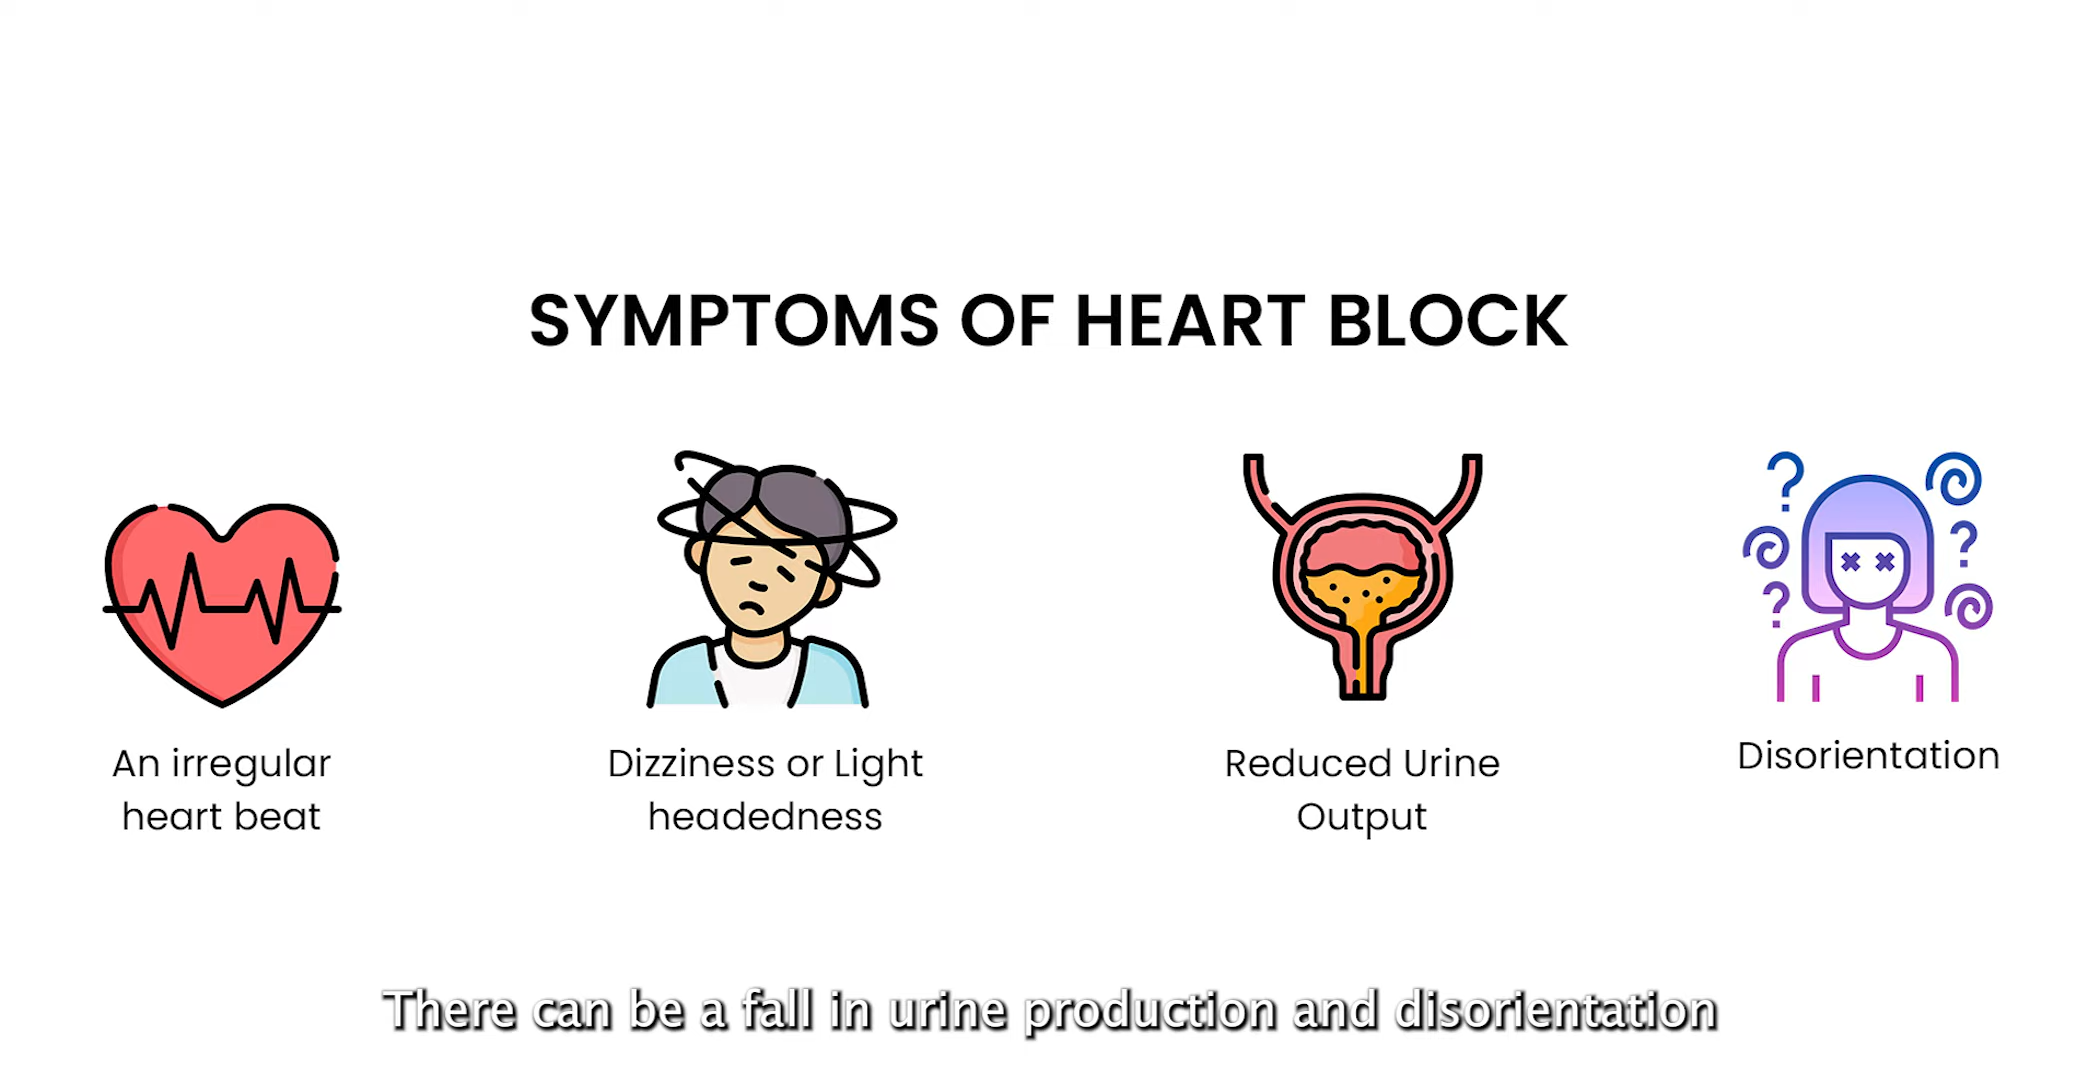 SYMPTOMS OF HEART BLOCK
An irregular
heart beat
Dizziness or Light
headedness
Reduced Urine
Output
Disorientation
There can be a fall in urine production and disorientation